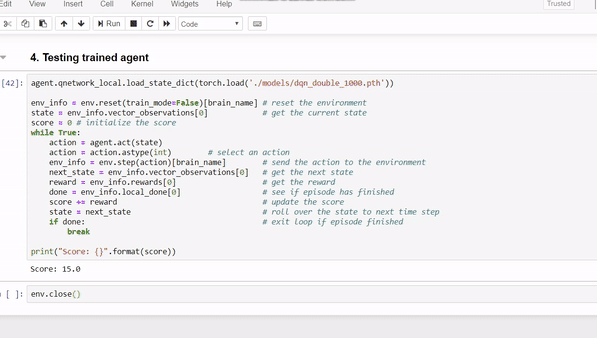 Edit View Insert Cell Kernel Widgets Help Trusted
Run Code
4. Testing trained agent
[42]: agent.qnetwork_local.load_state_dict(torch.load('./models/dqn_double_1000.pth'))
env_info = env.reset(train_mode=False)[brain_name] # reset the environment
state = env_info.vector_observations[0] # get the current state
score = 0 # initialize the score
while True:
action = agent.act(state)
action = action.astype(int) # select an action
env_info = env.step(action)[brain_name] # send the action to the environment
next_state = env_info.vector_observations[0] # get the next state
reward = env_info.rewards[0] # get the reward
done = env_info.local_done[0] # see if episode has finished
score += reward # update the score
state = next_state # roll over the state to next time step
if done: # exit loop if episode finished
break
print("Score: {}".format(score))
Score: 15.0
[ ]: env.close()